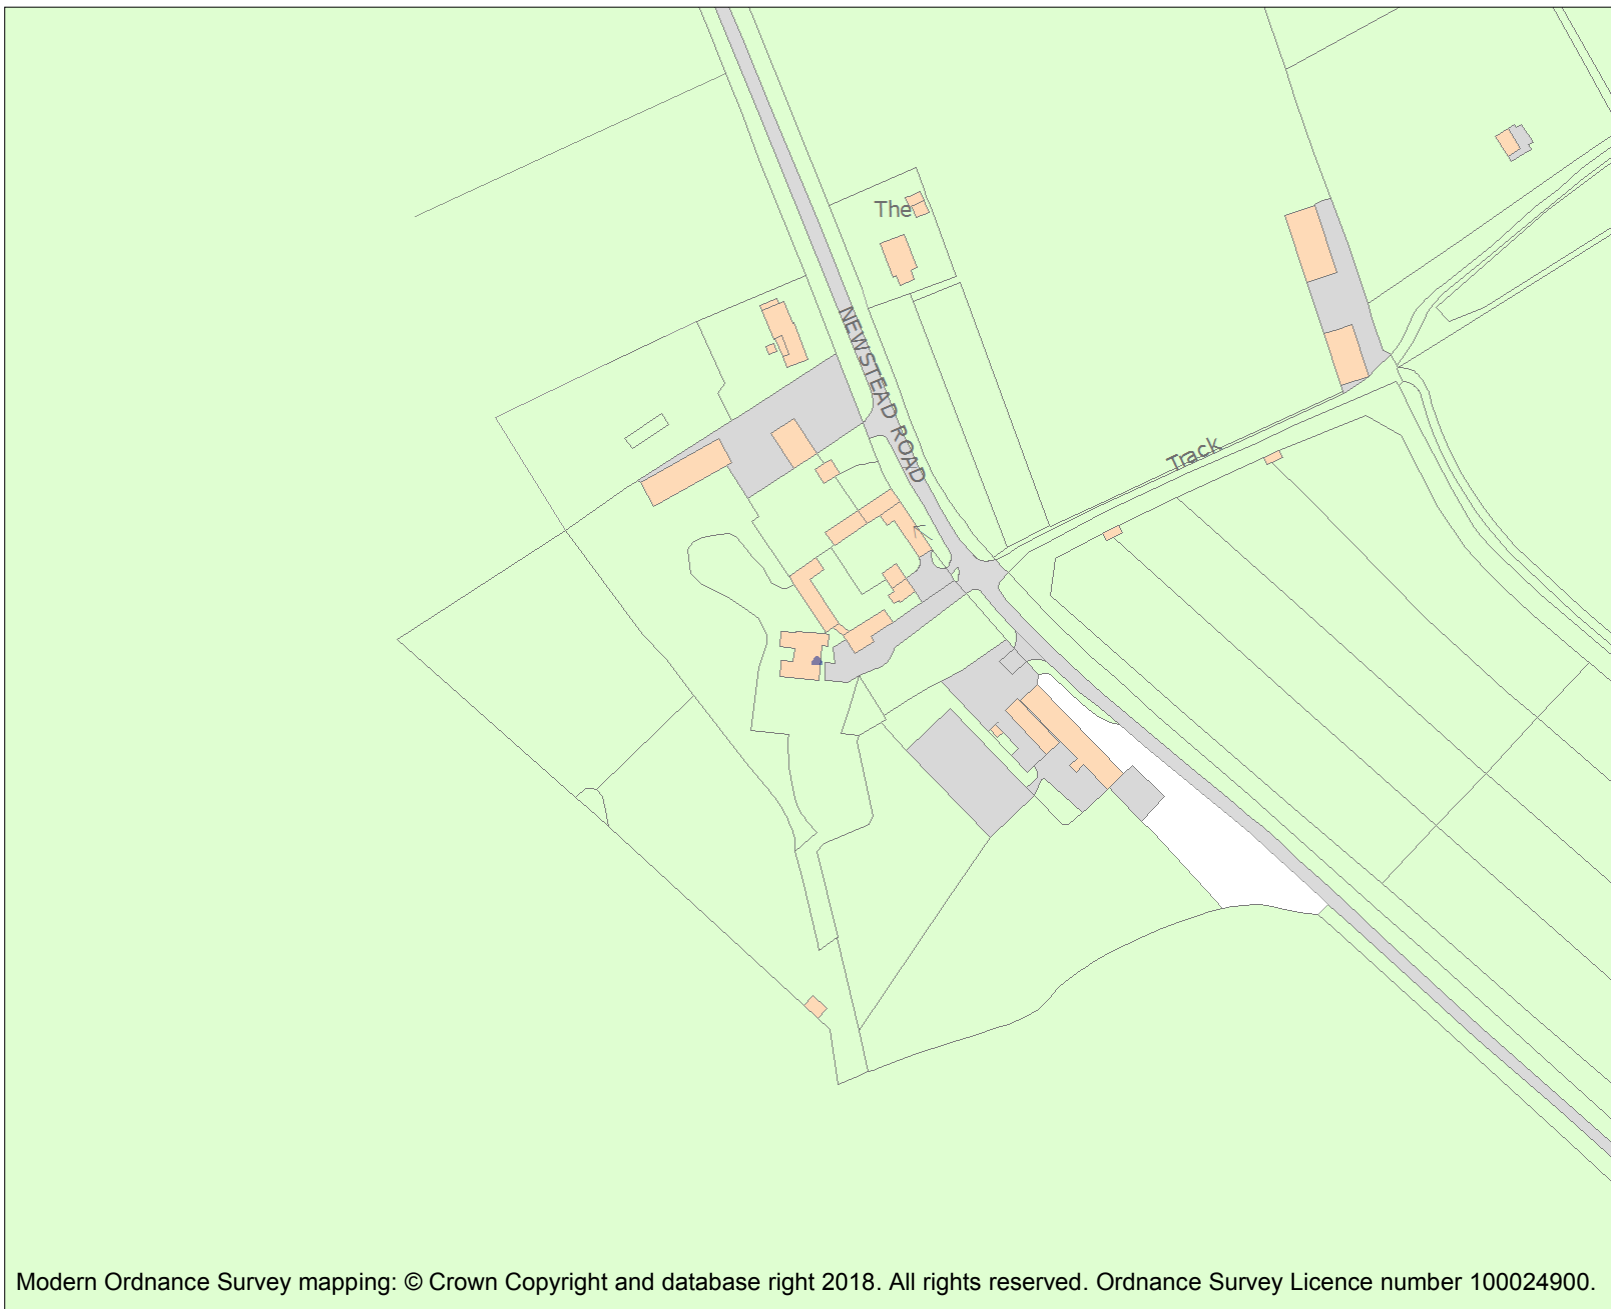 The
NEWSTEAD ROAD
Track
Modern Ordnance Survey mapping: © Crown Copyright and database right 2018. All rights reserved. Ordnance Survey Licence number 100024900.